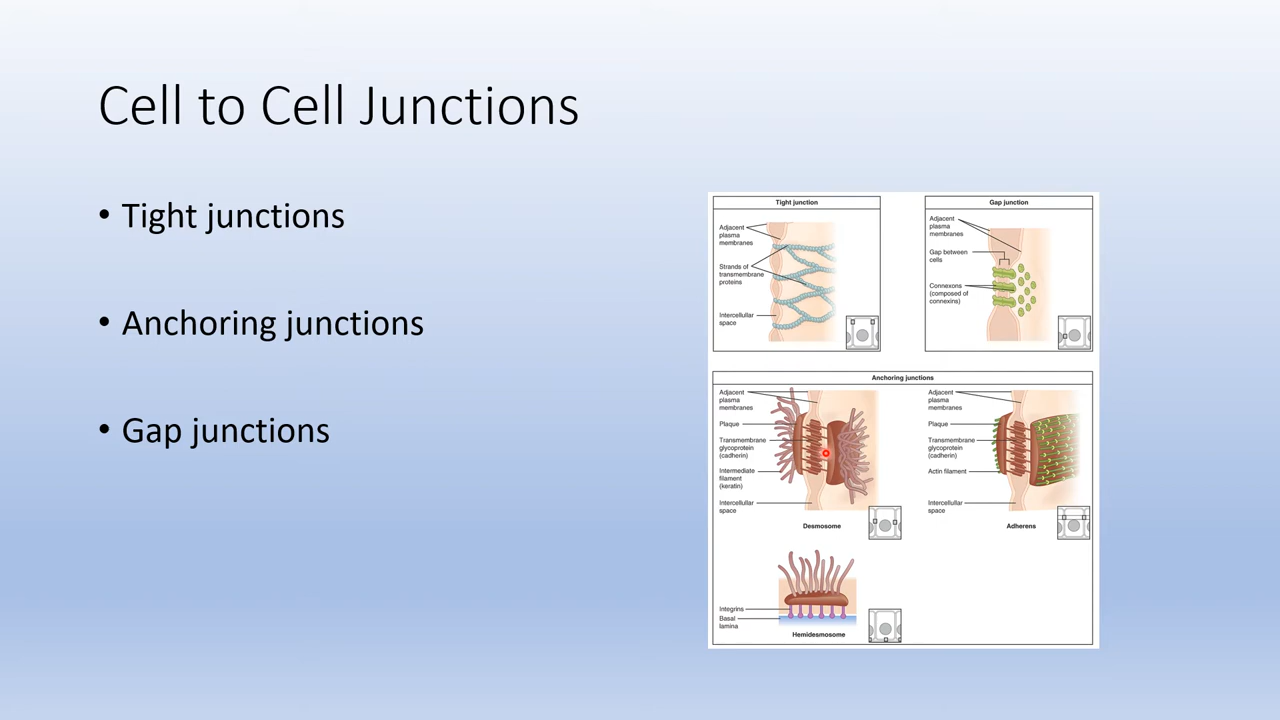 Cell to Cell Junctions
• Tight junctions
• Anchoring junctions
• Gap junctions
Tight junction
Adjacent
plasma
membranes
Strands of
transmembrane
proteins
Intercellular
space
Gap junction
Adjacent
plasma
membranes
Gap between
cells
Connexons
(composed of
connexins)
Anchoring junctions
Adjacent
plasma
membranes
Plaque
Transmembrane
glycoprotein
(cadherin)
Intermediate
filament
(keratin)
Intercellular
space
Desmosome
Adjacent
plasma
membranes
Plaque
Transmembrane
glycoprotein
(cadherin)
Actin filament
Intercellular
space
Adherens
Integrins
Basal
lamina
Hemidesmosome